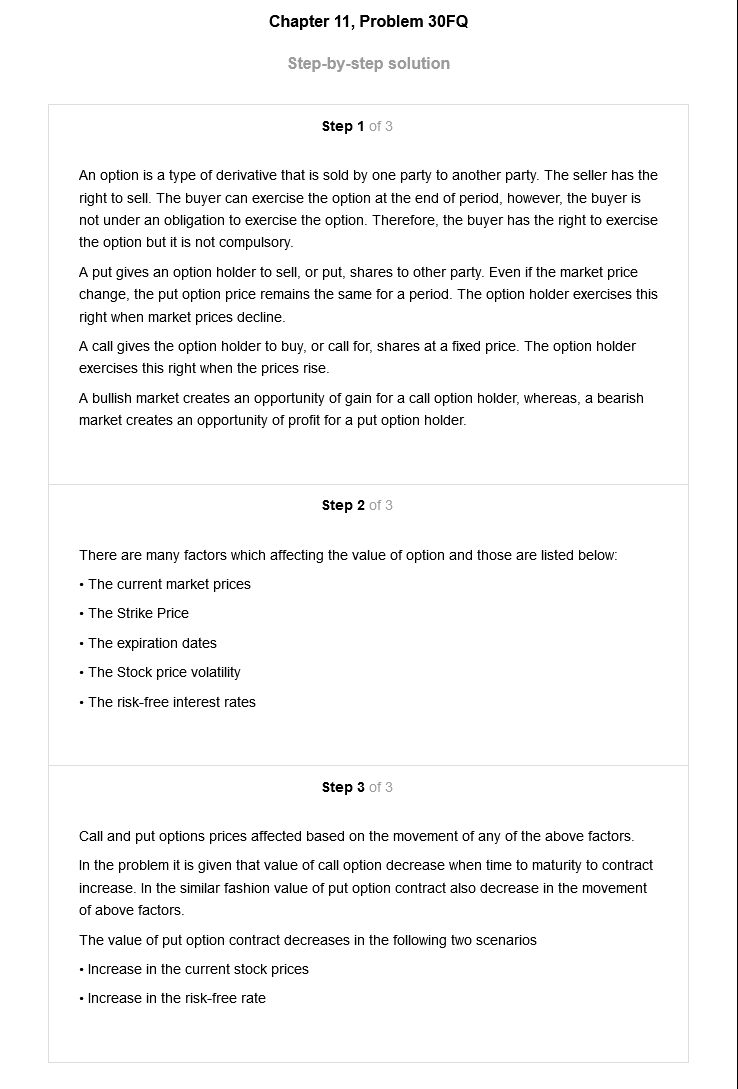 Chapter 11, Problem 30FQ
Step-by-step solution
Step 1 of 3
An option is a type of derivative that is sold by one party to another party. The seller has the
right to sell. The buyer can exercise the option at the end of period, however, the buyer is
not under an obligation to exercise the option. Therefore, the buyer has the right to exercise
the option but it is not compulsory.
A put gives an option holder to sell, or put, shares to other party. Even if the market price
change, the put option price remains the same for a period. The option holder exercises this
right when market prices decline.
A call gives the option holder to buy, or call for, shares at a fixed price. The option holder
exercises this right when the prices rise.
A bullish market creates an opportunity of gain for a call option holder, whereas, a bearish
market creates an opportunity of profit for a put option holder.
Step 2 of 3
There are many factors which affecting the value of option and those are listed below:
• The current market prices
• The Strike Price
• The expiration dates
• The Stock price volatility
• The risk-free interest rates
Step 3 of 3
Call and put options prices affected based on the movement of any of the above factors.
In the problem it is given that value of call option decrease when time to maturity to contract
increase. In the similar fashion value of put option contract also decrease in the movement
of above factors.
The value of put option contract decreases in the following two scenarios
• Increase in the current stock prices
• Increase in the risk-free rate